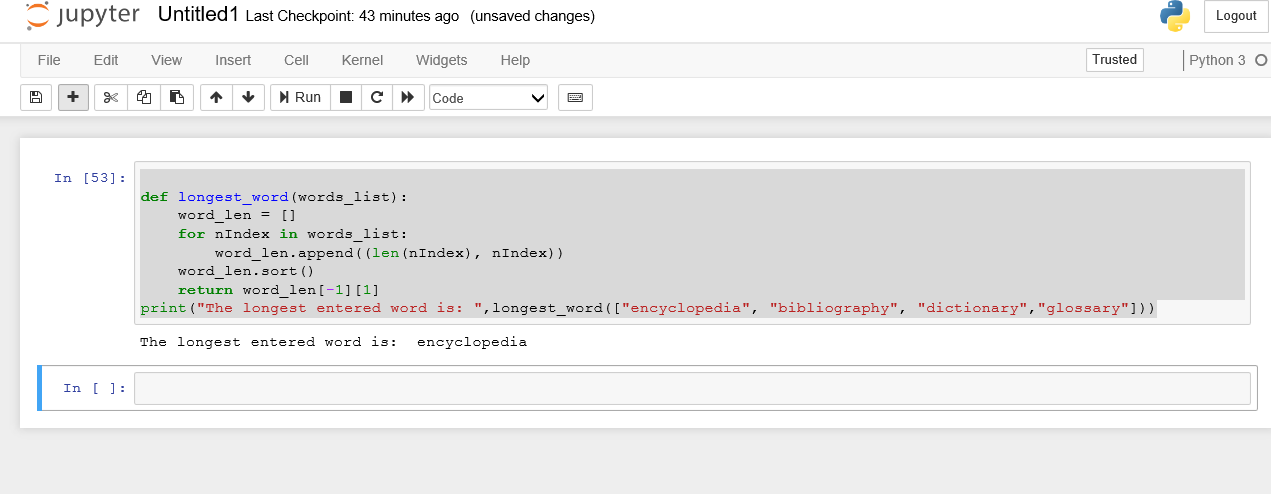 jupyter Untitled1 Last Checkpoint: 43 minutes ago (unsaved changes) Logout
File Edit View Insert Cell Kernel Widgets Help Trusted Python 3
Run Code
In [53]:
def longest_word(words_list):
    word_len = []
    for nIndex in words_list:
        word_len.append((len(nIndex), nIndex))
    word_len.sort()
    return word_len[-1][1]
print("The longest entered word is: ",longest_word(["encyclopedia", "bibliography", "dictionary","glossary"]))
The longest entered word is:  encyclopedia
In [ ]: